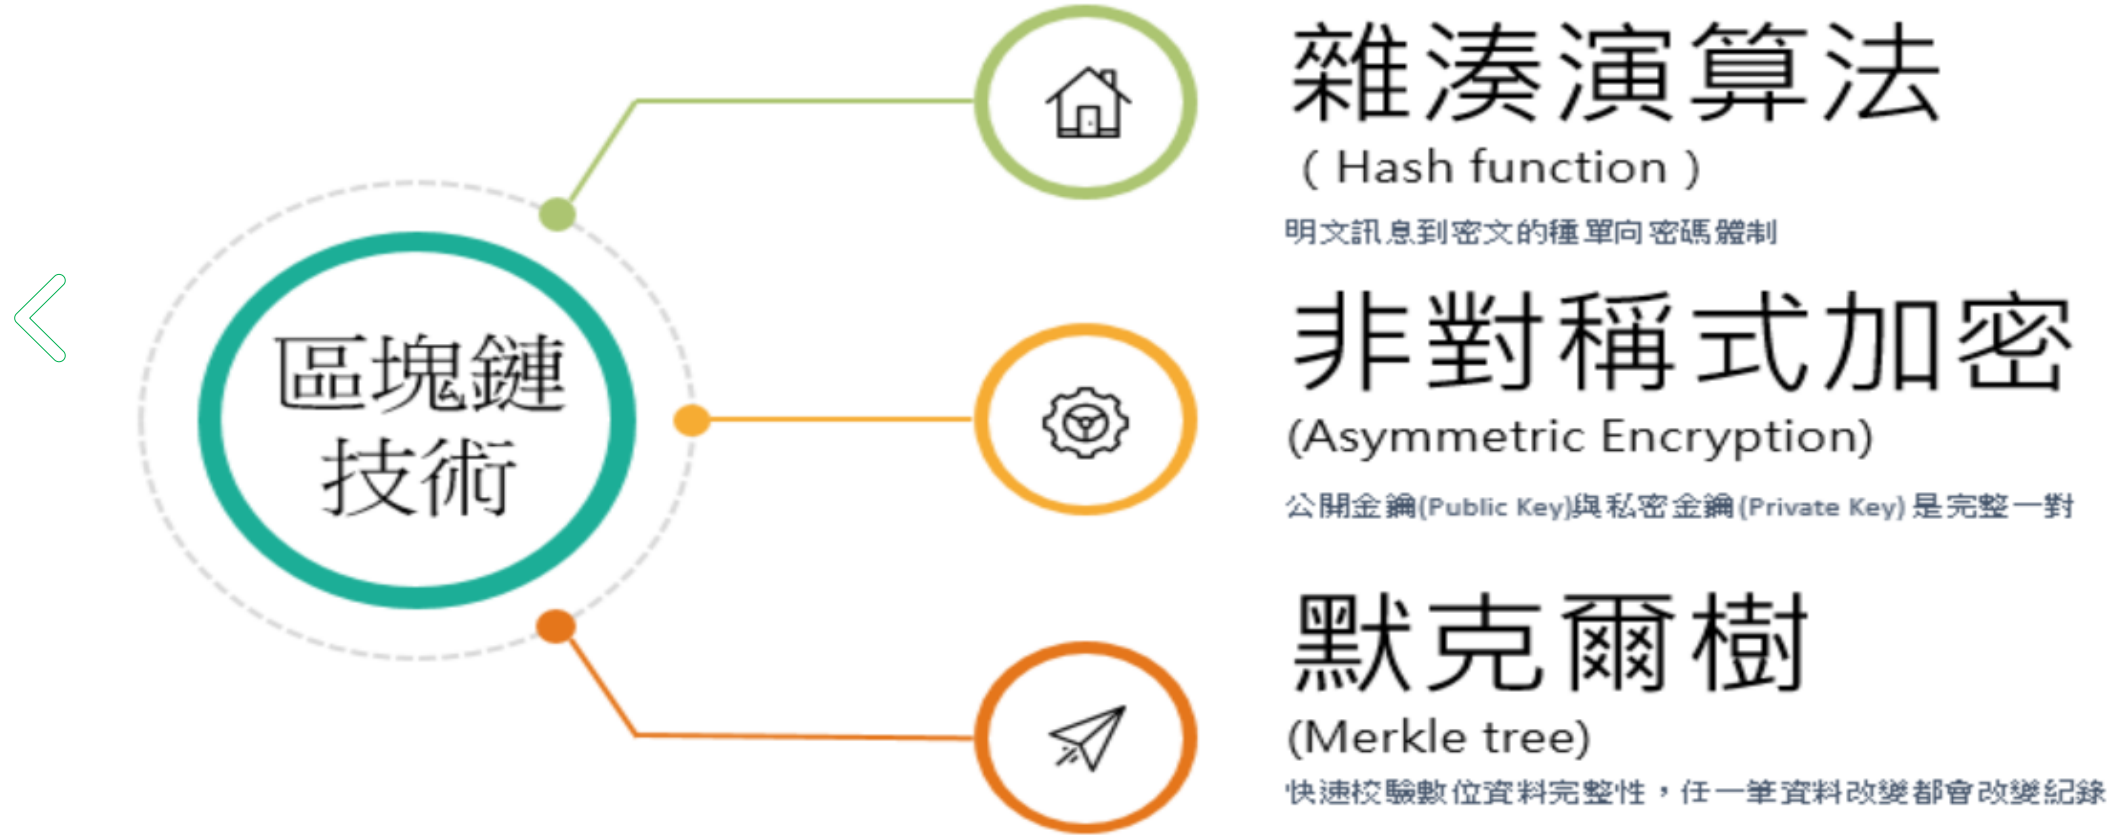 區塊鏈
技術
雜湊演算法
（Hash function）
明文訊息到密文的種單向密碼體制
非對稱式加密
(Asymmetric Encryption)
公開金鑰(Public Key)與私密金鑰(Private Key)是完整一對
默克爾樹
(Merkle tree)
快速校驗數位資料完整性，任一筆資料改變都會改變紀錄